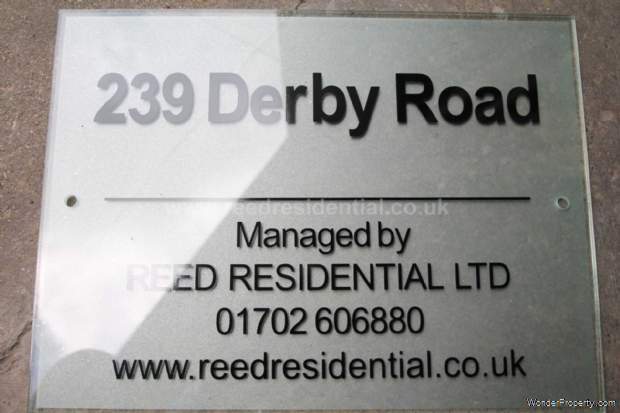 239 Derby Road
www.reedresidential.co.uk
Managed by
REED RESIDENTIAL LTD
01702 606880
www.reedresidential.co.uk
WonderProperty.com